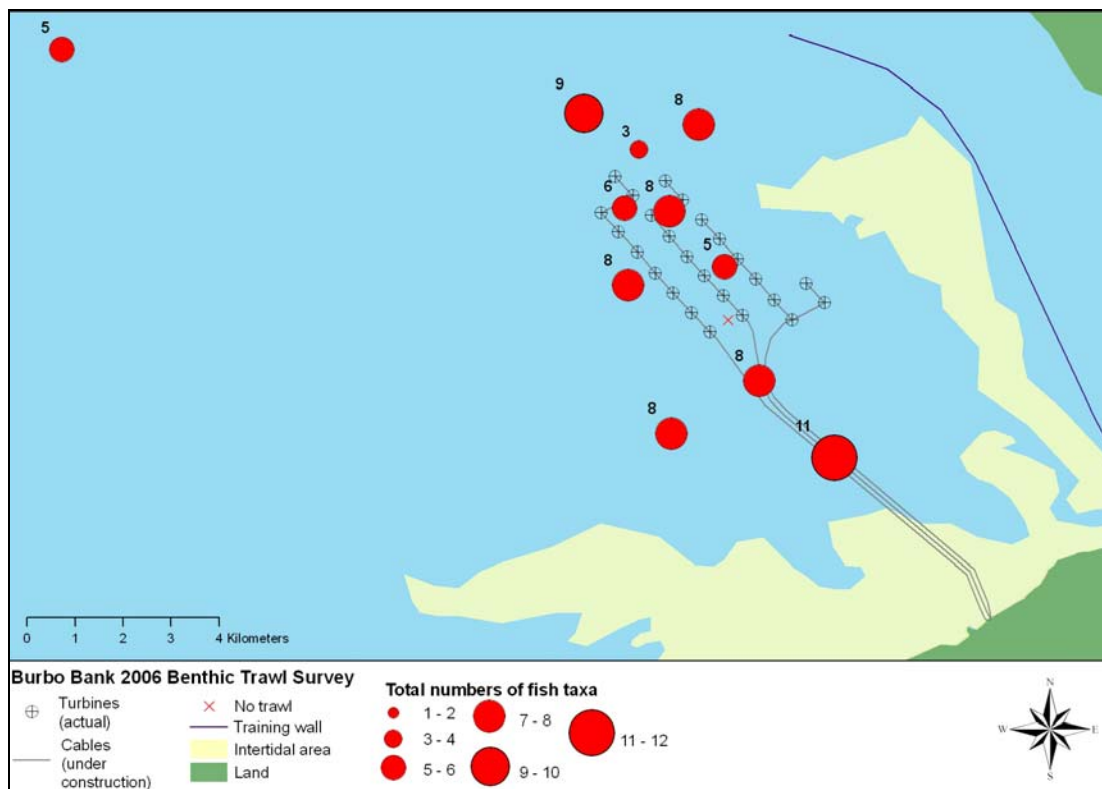 5
9
8
3
6
8
5
8
8
8
11
0 1 2 3 4 Kilometers
Burbo Bank 2006 Benthic Trawl Survey
Turbines
(actual)
Cables
(under
construction)
No trawl
Training wall
Intertidal area
Land
Total numbers of fish taxa
1 - 2
3 - 4
5 - 6
7 - 8
9 - 10
11 - 12
N
W
E
S